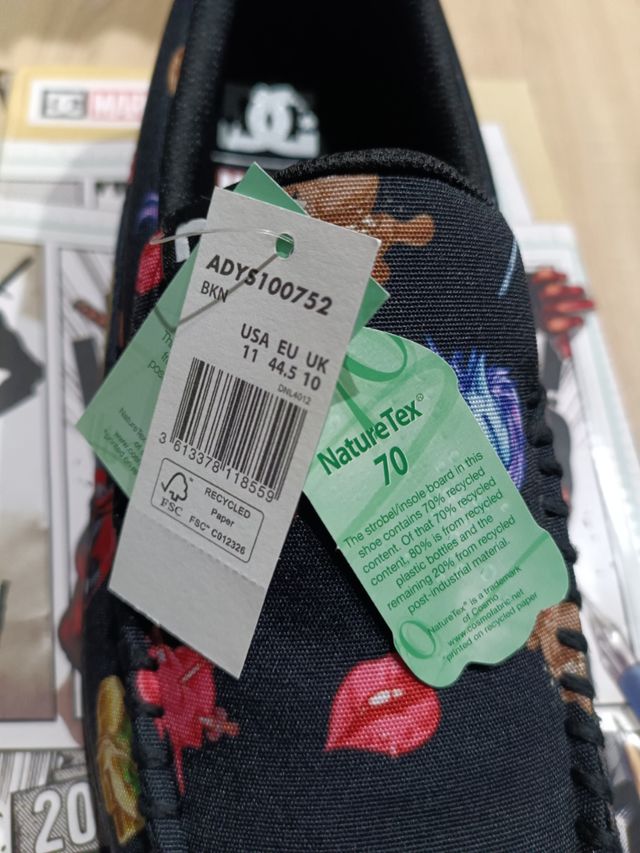 MAR
ADYS100752
BKN
USA EU UK
11 44.5 10
DNL4012
3 613378 118559
FSC
RECYCLED
Paper
FSC® C012326
NatureTex®
70
The strobel/insole board in this
shoe contains 70% recycled
content. Of that 70% recycled
content, 80% is from recycled
plastic bottles and the
remaining 20% from recycled
post-industrial material.
NatureTex® is a trademark
of Cosmo
www.cosmofabric.net
*printed on recycled paper
20